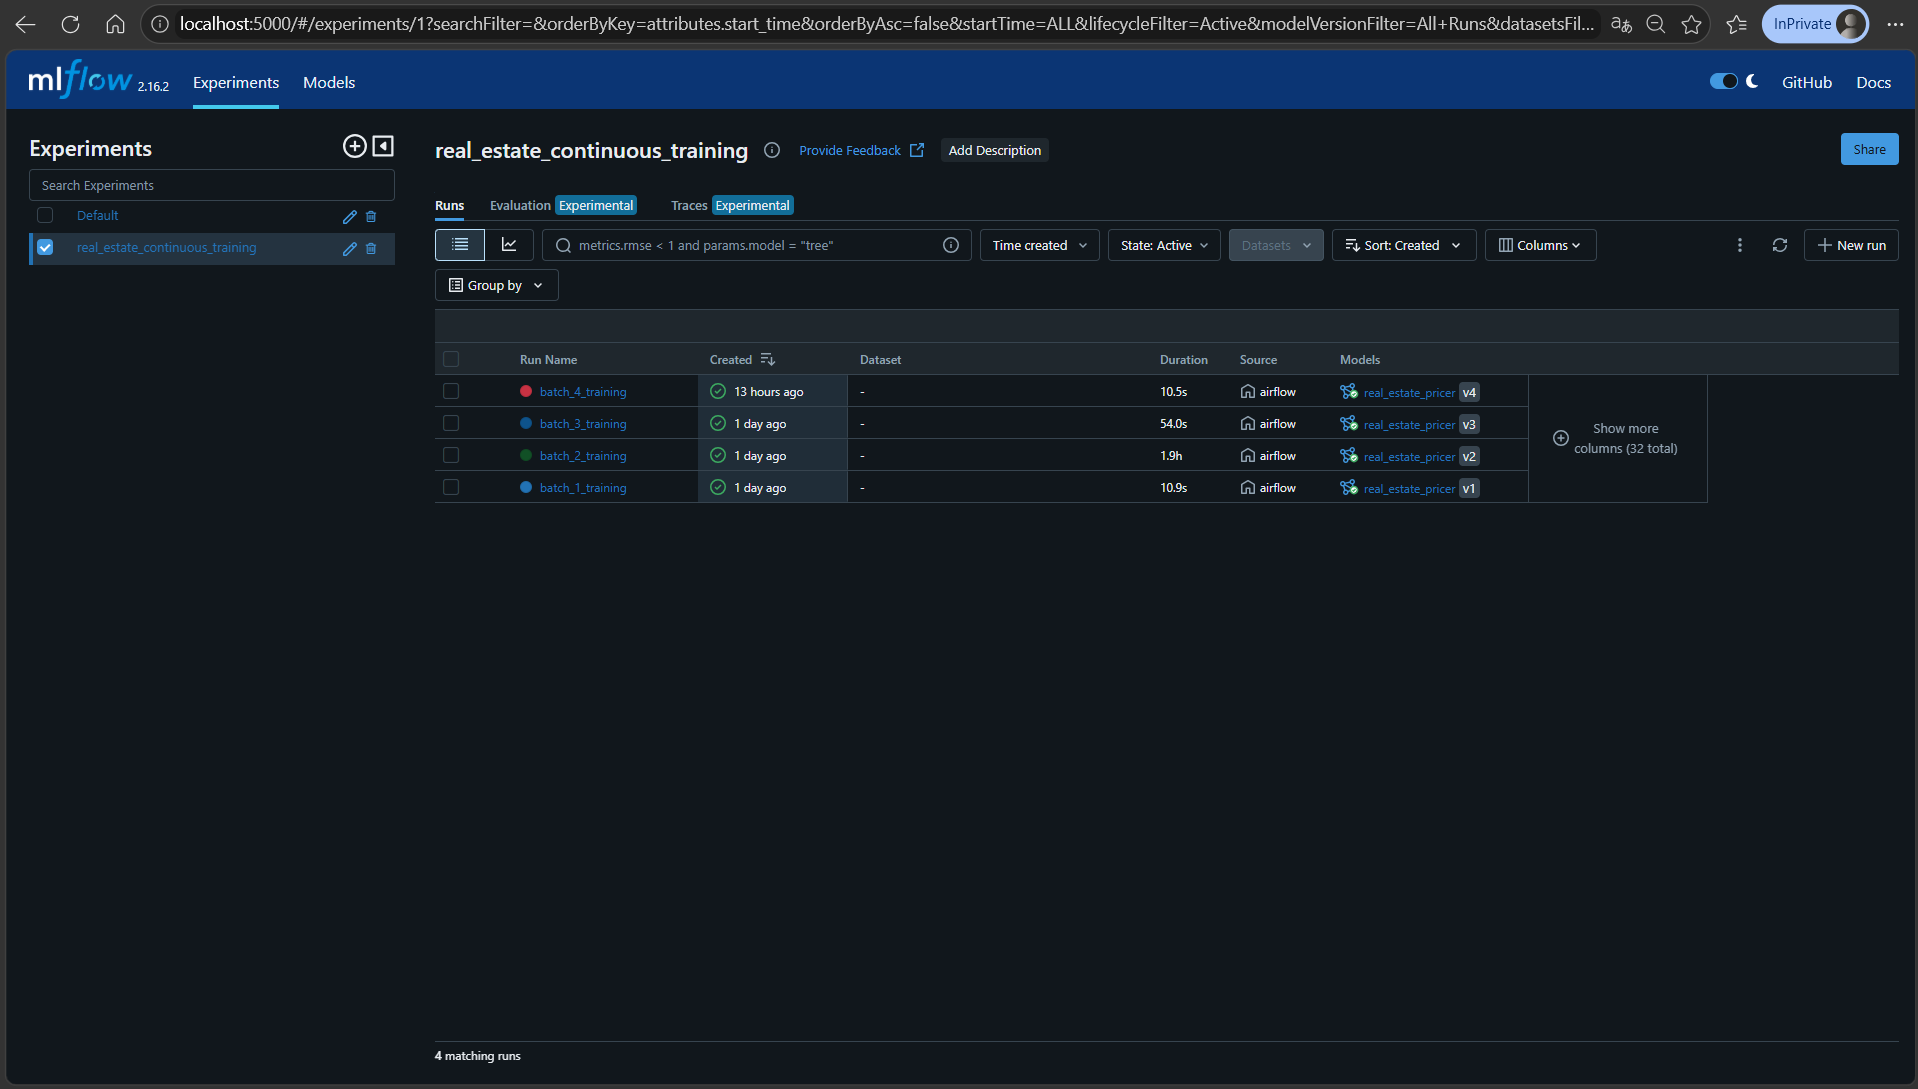 localhost:5000/#/experiments/1?searchFilter=&orderByKey=attributes.start_time&orderByAsc=false&startTime=ALL&lifecycleFilter=Active&modelVersionFilter=All+Runs&datasetsFil...
InPrivate
mlflow 2.16.2
Experiments
Models
GitHub
Docs
Experiments
Search Experiments
Default
real_estate_continuous_training
real_estate_continuous_training
Provide Feedback
Add Description
Share
Runs
Evaluation Experimental
Traces Experimental
metrics.rmse < 1 and params.model = "tree"
Time created
State: Active
Datasets
Sort: Created
Columns
New run
Group by
Run Name Created Dataset Duration Source Models
batch_4_training 13 hours ago - 10.5s airflow real_estate_pricer v4
batch_3_training 1 day ago - 54.0s airflow real_estate_pricer v3
batch_2_training 1 day ago - 1.9h airflow real_estate_pricer v2
batch_1_training 1 day ago - 10.9s airflow real_estate_pricer v1
Show more
columns (32 total)
4 matching runs